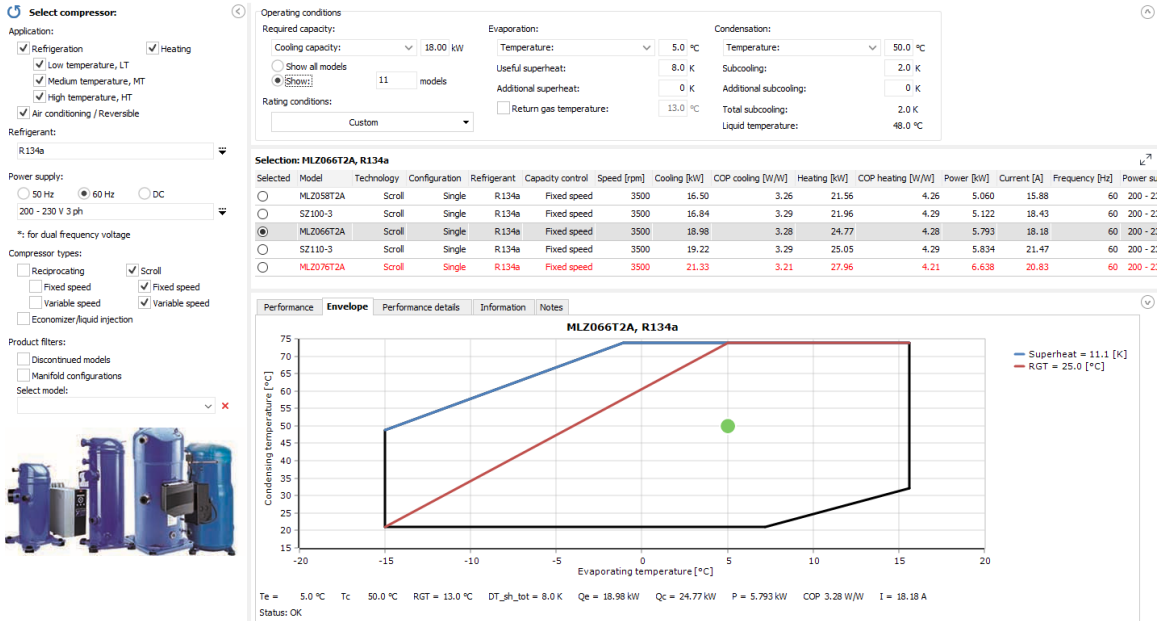 Select compressor:
Application:
Refrigeration Heating
Low temperature, LT
Medium temperature, MT
High temperature, HT
Air conditioning / Reversible
Refrigerant:
R134a
Power supply:
50 Hz 60 Hz DC
200 - 230 V 3 ph
*: for dual frequency voltage
Compressor types:
Reciprocating Scroll
Fixed speed Fixed speed
Variable speed Variable speed
Economizer/liquid injection
Product filters:
Discontinued models
Manifold configurations
Select model:
Operating conditions
Required capacity:
Cooling capacity: 18.00 kW
Show all models
Show: 11 models
Rating conditions:
Custom
Evaporation:
Temperature: 5.0 °C
Useful superheat: 8.0 K
Additional superheat: 0 K
Return gas temperature: 13.0 °C
Condensation:
Temperature: 50.0 °C
Subcooling: 2.0 K
Additional subcooling: 0 K
Total subcooling: 2.0 K
Liquid temperature: 48.0 °C
Selection: MLZ066T2A, R134a
Selected Model Technology Configuration Refrigerant Capacity control Speed [rpm] Cooling [kW] COP cooling [W/W] Heating [kW] COP heating [W/W] Power [kW] Current [A] Frequency [Hz] Power su
MLZ058T2A Scroll Single R134a Fixed speed 3500 16.50 3.26 21.56 4.26 5.060 15.88 60 200 - 23
SZ100-3 Scroll Single R134a Fixed speed 3500 16.84 3.29 21.96 4.29 5.122 18.43 60 200 - 23
MLZ066T2A Scroll Single R134a Fixed speed 3500 18.98 3.28 24.77 4.28 5.793 18.18 60 200 - 23
SZ110-3 Scroll Single R134a Fixed speed 3500 19.22 3.29 25.05 4.29 5.834 21.47 60 200 - 23
MLZ076T2A Scroll Single R134a Fixed speed 3500 21.33 3.21 27.96 4.21 6.638 20.83 60 200 - 23
Performance Envelope Performance details Information Notes
MLZ066T2A, R134a
75
70
65
60
55
50
45
40
35
30
25
20
15
Condensing temperature [°C]
-20 -15 -10 -5 0 5 10 15 20
Evaporating temperature [°C]
Superheat = 11.1 [K]
RGT = 25.0 [°C]
Te = 5.0 °C Tc 50.0 °C RGT = 13.0 °C DT_sh_tot = 8.0 K Qe = 18.98 kW Qc = 24.77 kW P = 5.793 kW COP 3.28 W/W I = 18.18 A
Status: OK